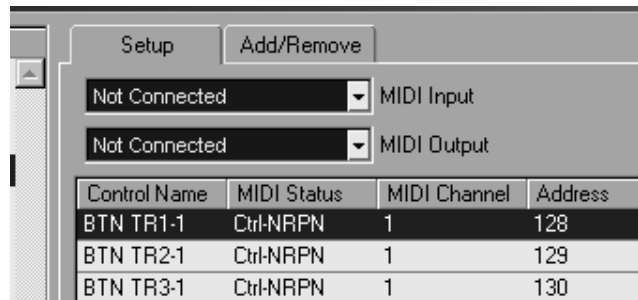 Setup Add/Remove
Not Connected MIDI Input
Not Connected MIDI Output
Control Name MIDI Status MIDI Channel Address
BTN TR1-1 Ctrl-NRPN 1 128
BTN TR2-1 Ctrl-NRPN 1 129
BTN TR3-1 Ctrl-NRPN 1 130